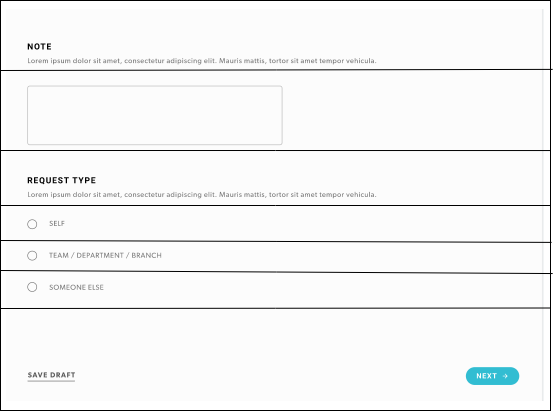 NOTE
Lorem ipsum dolor sit amet, consectetur adipiscing elit. Mauris mattis, tortor sit amet tempor vehicula.
REQUEST TYPE
Lorem ipsum dolor sit amet, consectetur adipiscing elit. Mauris mattis, tortor sit amet tempor vehicula.
SELF
TEAM / DEPARTMENT / BRANCH
SOMEONE ELSE
SAVE DRAFT
NEXT →